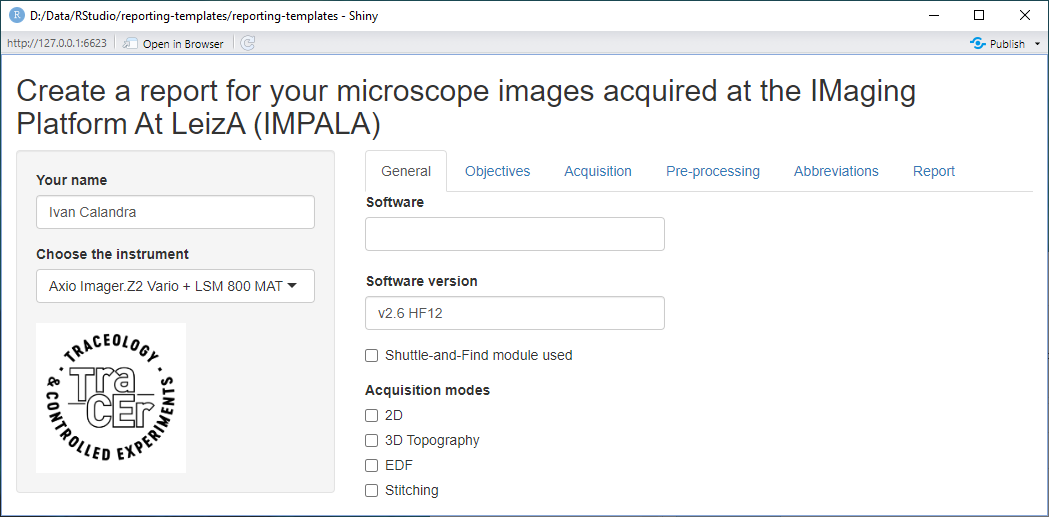 D:/Data/RStudio/reporting-templates/reporting-templates - Shiny
http://127.0.0.1:6623
Open in Browser
Publish
Create a report for your microscope images acquired at the IMaging
Platform At LeizA (IMPALA)
Your name
Ivan Calandra
Choose the instrument
Axio Imager.Z2 Vario + LSM 800 MAT
· TRACEOLOGY ·
& CONTROLLED EXPERIMENTS
Tra
CEr
General
Objectives
Acquisition
Pre-processing
Abbreviations
Report
Software
Software version
v2.6 HF12
Shuttle-and-Find module used
Acquisition modes
2D
3D Topography
EDF
Stitching